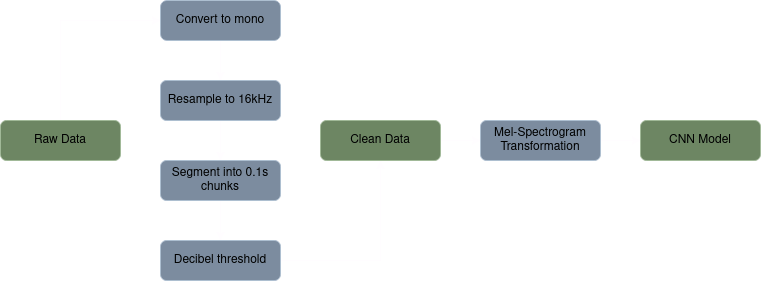 Convert to mono
Resample to 16kHz
Raw Data
Segment into 0.1s
chunks
Decibel threshold
Clean Data
Mel-Spectrogram
Transformation
CNN Model